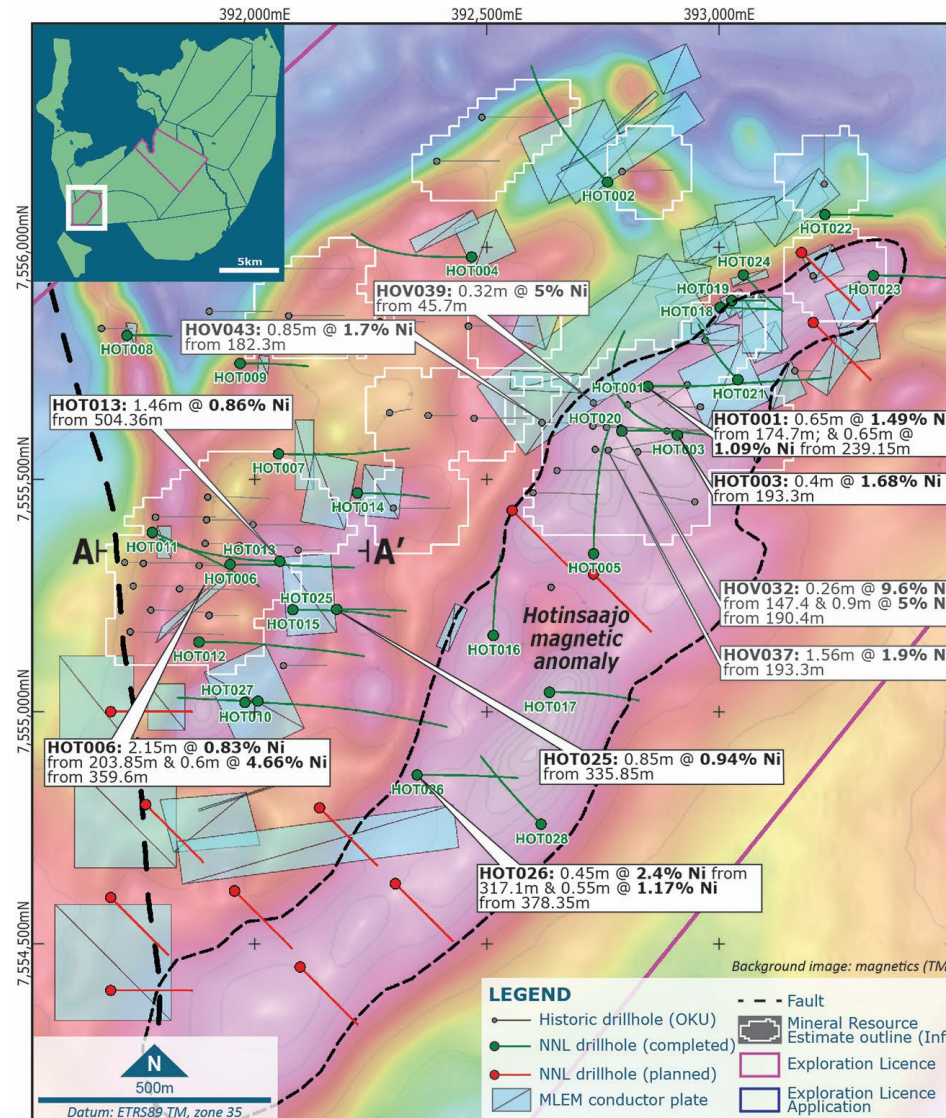 392,000mE
392,500mE
393,000mE
5km
7,556,000mN
7,555,500mN
7,555,000mN
7,554,500mN
HOT002
HOT022
HOT004
HOT024
HOT019
HOT018
HOT023
HOV039: 0.32m @ 5% Ni
from 45.7m
HOV043: 0.85m @ 1.7% Ni
from 182.3m
HOT008
HOT009
HOT001
HOT021
HOT020
HOT003
HOT013: 1.46m @ 0.86% Ni
from 504.36m
HOT001: 0.65m @ 1.49% N
from 174.7m; & 0.65m @
1.09% Ni from 239.15m
HOT003: 0.4m @ 1.68% Ni
from 193.3m
HOT007
HOT014
A
A'
HOT011
HOT013
HOT006
HOT005
HOT025
HOT015
HOV032: 0.26m @ 9.6% Ni
from 147.4 & 0.9m @ 5% Ni
from 190.4m
HOV037: 1.56m @ 1.9% Ni
from 193.3m
Hotinsaajo
magnetic
anomaly
HOT016
HOT012
HOT027
HOT010
HOT017
HOT006: 2.15m @ 0.83% Ni
from 203.85m & 0.6m @ 4.66% Ni
from 359.6m
HOT025: 0.85m @ 0.94% Ni
from 335.85m
HOT026
HOT028
HOT026: 0.45m @ 2.4% Ni from
317.1m & 0.55m @ 1.17% Ni
from 378.35m
Background image: magnetics (TM
LEGEND
Historic drillhole (OKU)
NNL drillhole (completed)
NNL drillhole (planned)
MLEM conductor plate
Fault
Mineral Resource
Estimate outline (Inf
Exploration Licence
Exploration Licence
Application
N
500m
Datum: ETRS89 TM, zone 35